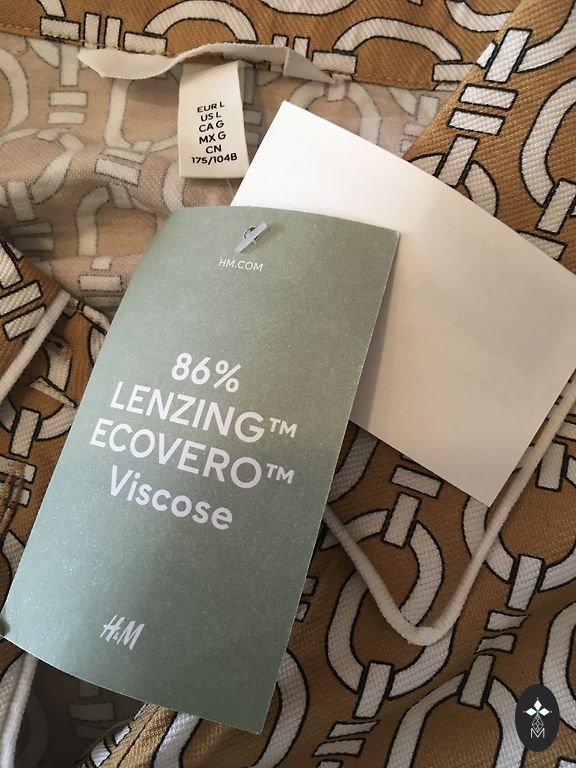 EUR L
US L
CA G
MX G
CN
175/104B
HM.COM
86%
LENZING™
ECOVERO™
Viscose
H&M
M